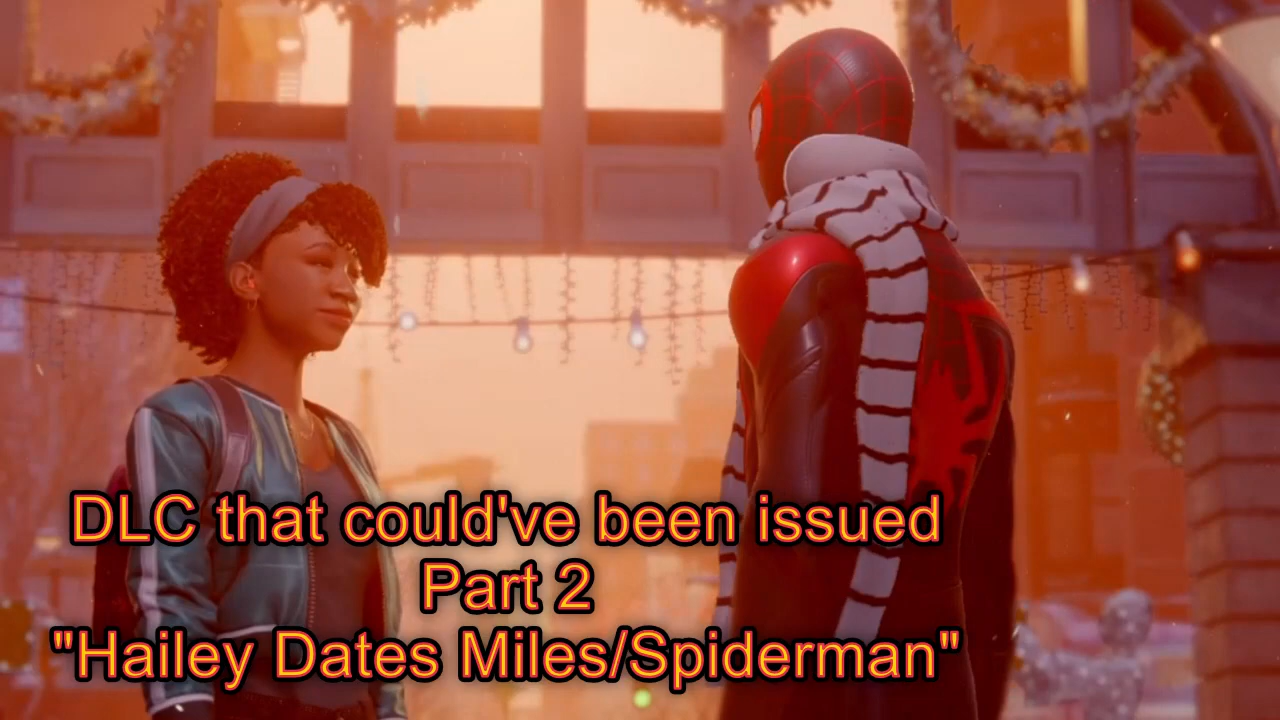 DLC that could've been issued
Part 2
"Hailey Dates Miles/Spiderman"